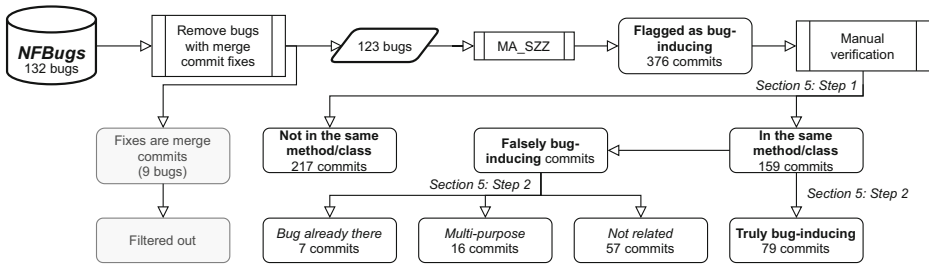 NFBugs
132 bugs
Remove bugs
with merge
commit fixes
123 bugs
MA_SZZ
Flagged as bug-
inducing
376 commits
Manual
verification
Section 5: Step 1
Fixes are merge
commits
(9 bugs)
Not in the same
method/class
217 commits
Falsely bug-
inducing commits
In the same
method/class
159 commits
Section 5: Step 2
Section 5: Step 2
Filtered out
Bug already there
7 commits
Multi-purpose
16 commits
Not related
57 commits
Truly bug-inducing
79 commits